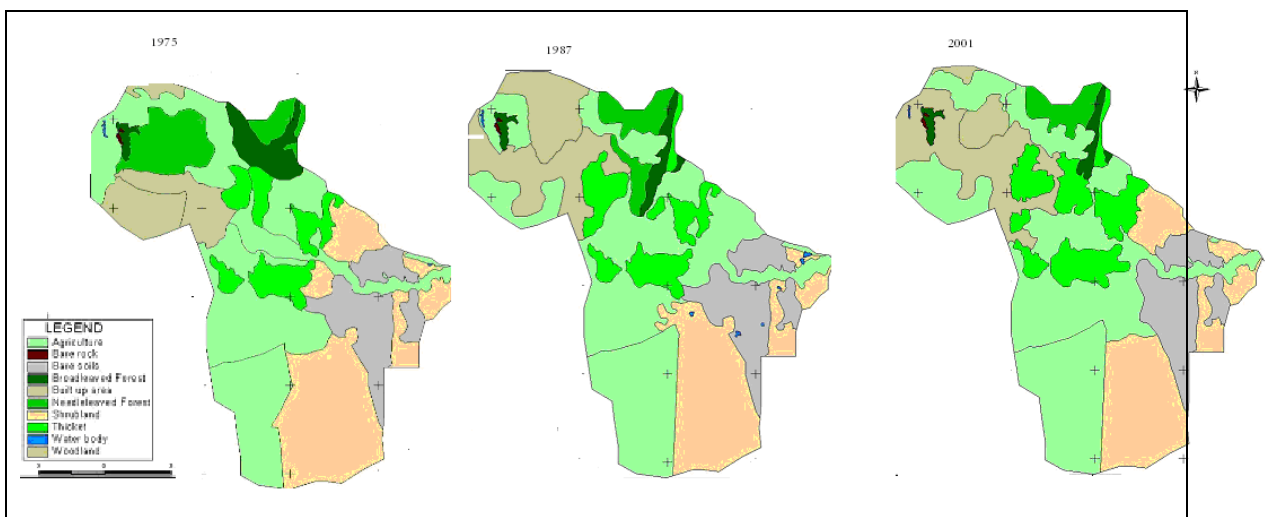 1975
1987
2001
N
LEGEND
Agriculture
Bare rock
Bare soils
Broadleaved Forest
Built up area
Needleleaved Forest
Shrubland
Thicket
Water body
Woodland